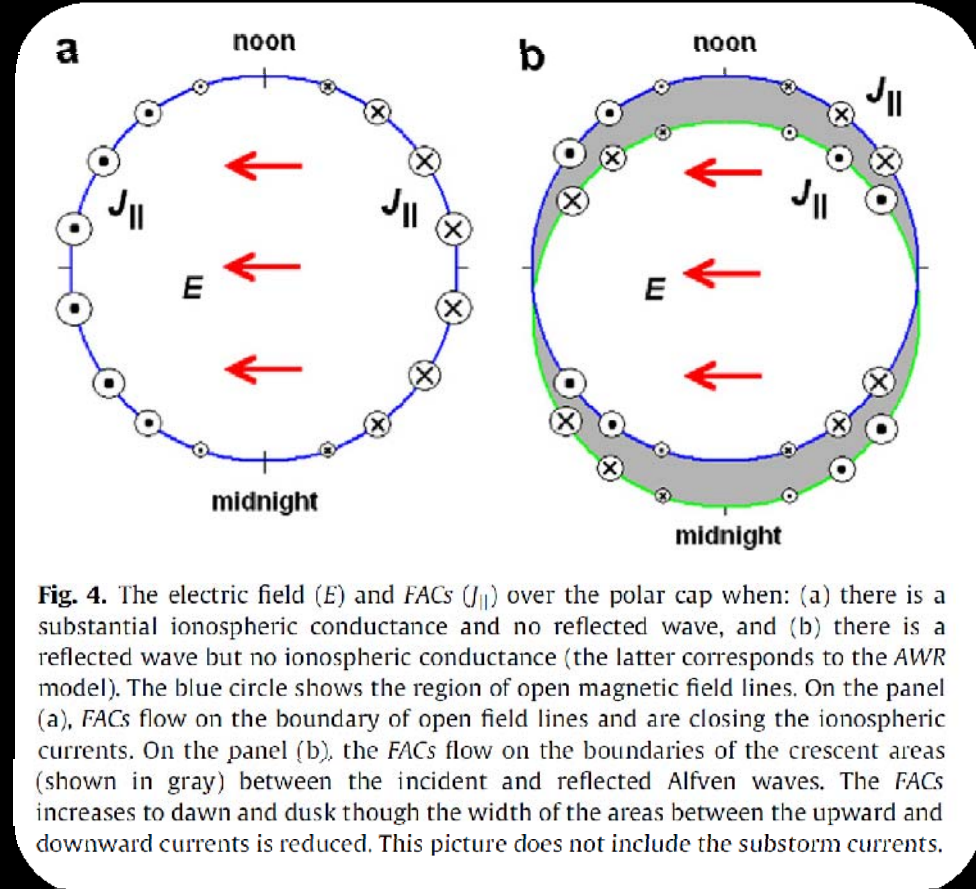 a
b
noon
noon
J||
J||
J||
J||
E
E
midnight
midnight
Fig. 4. The electric field (E) and FACs (J||) over the polar cap when: (a) there is a
substantial ionospheric conductance and no reflected wave, and (b) there is a
reflected wave but no ionospheric conductance (the latter corresponds to the AWR
model). The blue circle shows the region of open magnetic field lines. On the panel
(a), FACs flow on the boundary of open field lines and are closing the ionospheric
currents. On the panel (b), the FACs flow on the boundaries of the crescent areas
(shown in gray) between the incident and reflected Alfven waves. The FACs
increases to dawn and dusk though the width of the areas between the upward and
downward currents is reduced. This picture does not include the substorm currents.